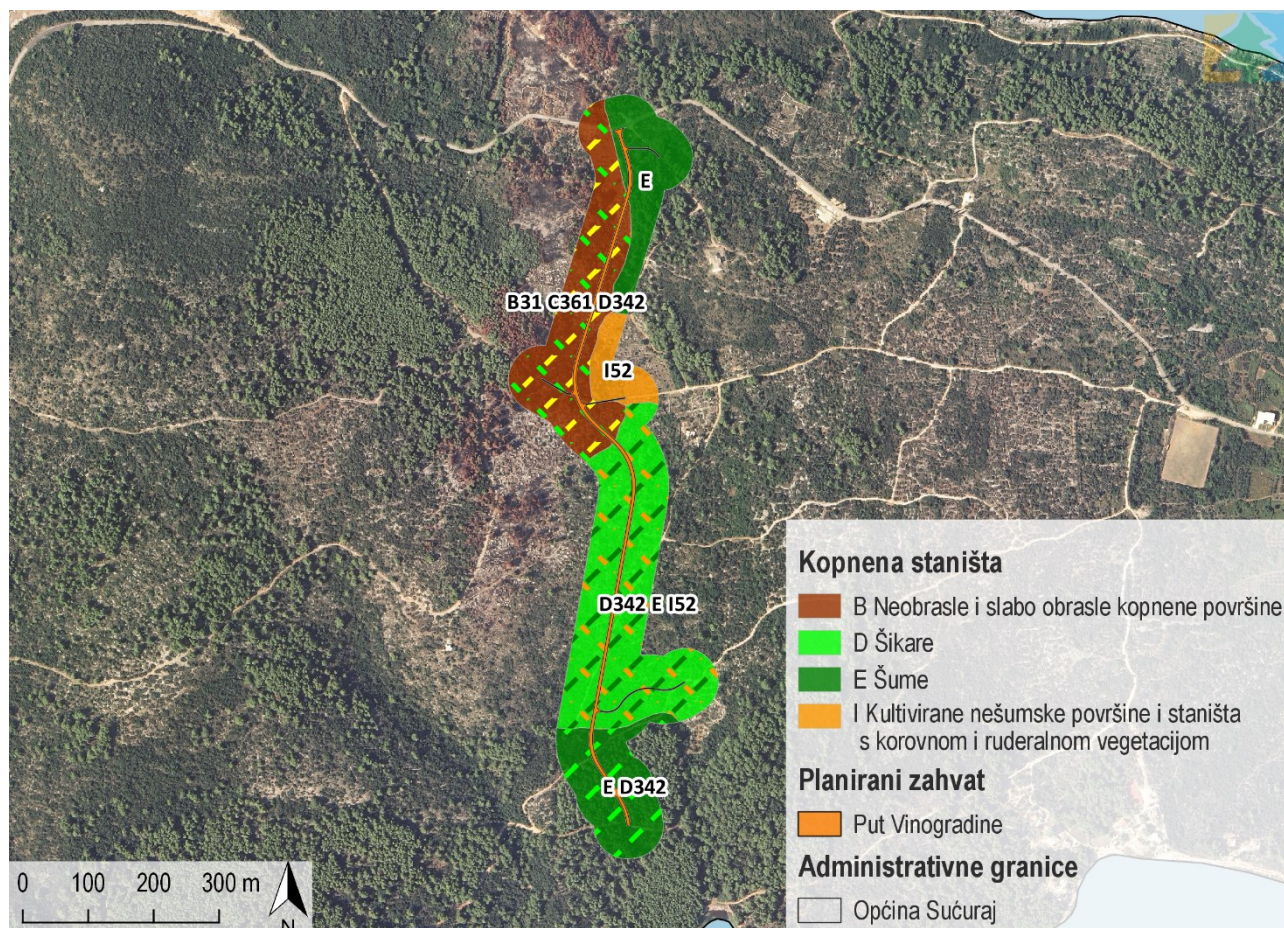 E
B31 C361 D342
I52
D342 E I52
E D342
Kopnena staništa
B Neobrasle i slabo obrasle kopnene površine
D Šikare
E Šume
I Kultivirane nešumske površine i staništa
s korovnom i ruderalnom vegetacijom
Planirani zahvat
Put Vinogradine
Administrativne granice
Općina Sućuraj
0 100 200 300 m
N